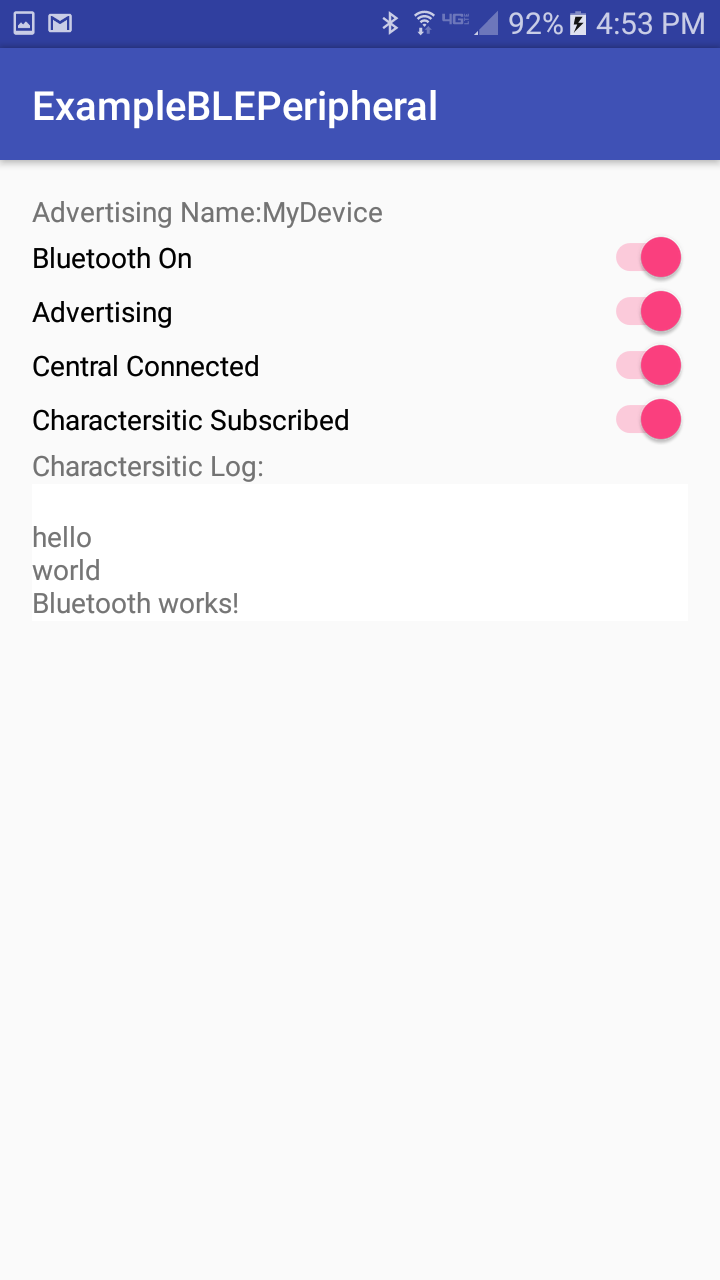 4G 92% 4:53 PM
ExampleBLEPeripheral
Advertising Name:MyDevice
Bluetooth On
Advertising
Central Connected
Charactersitic Subscribed
Charactersitic Log:
hello
world
Bluetooth works!